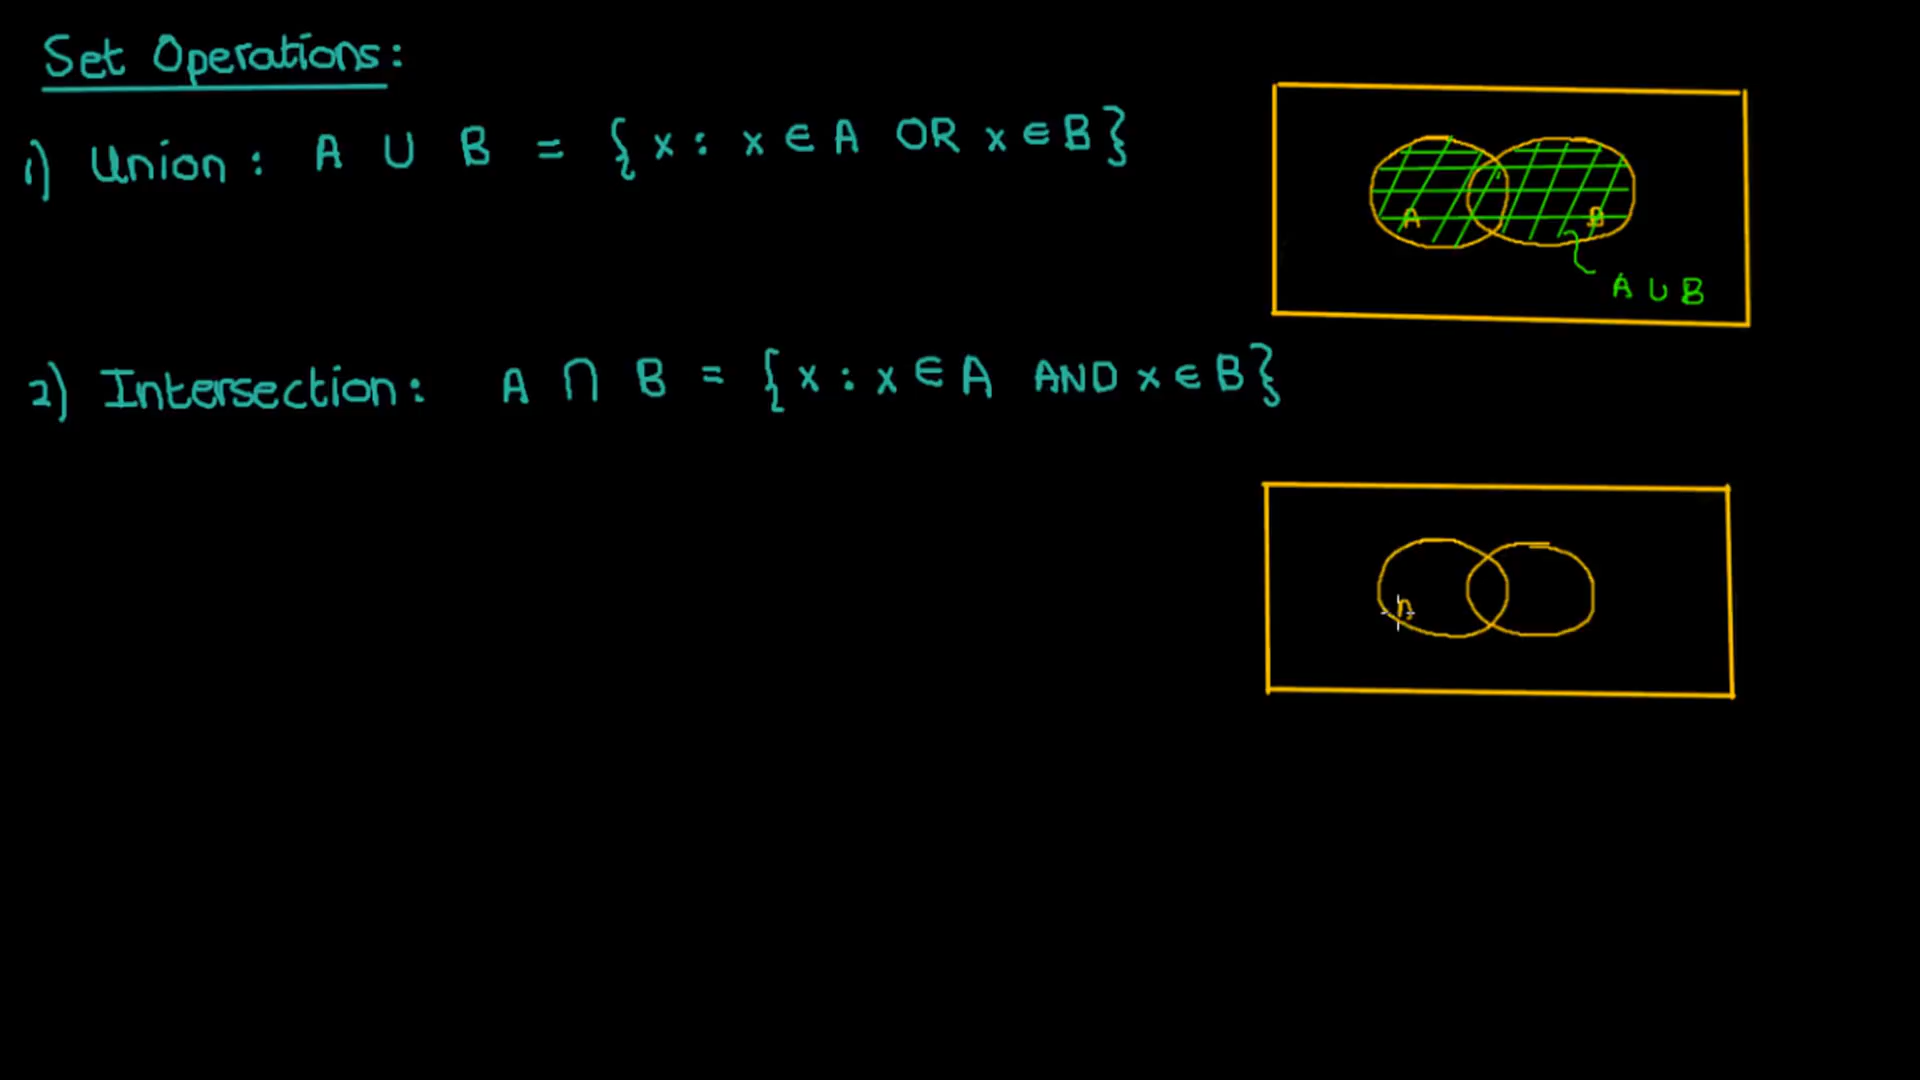 Set Operations:
1) Union: A ∪ B = {x : x ∈ A OR x ∈ B}
A B
A ∪ B
2) Intersection: A ∩ B = {x : x ∈ A AND x ∈ B}